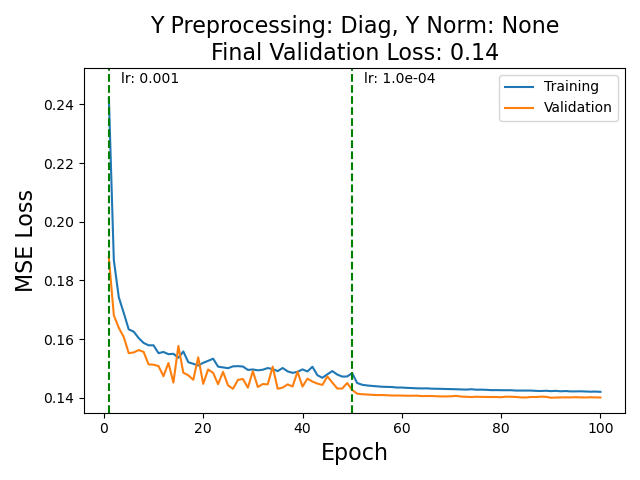 Y Preprocessing: Diag, Y Norm: None
Final Validation Loss: 0.14
lr: 0.001
lr: 1.0e-04
Training
Validation
MSE Loss
0.24
0.22
0.20
0.18
0.16
0.14
0
20
40
60
80
100
Epoch